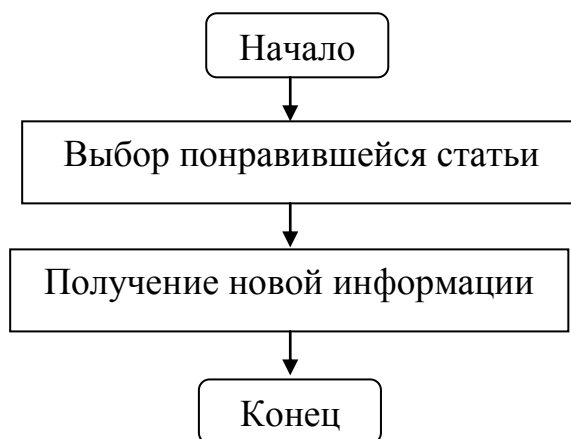 Начало
Выбор понравившейся статьи
Получение новой информации
Конец